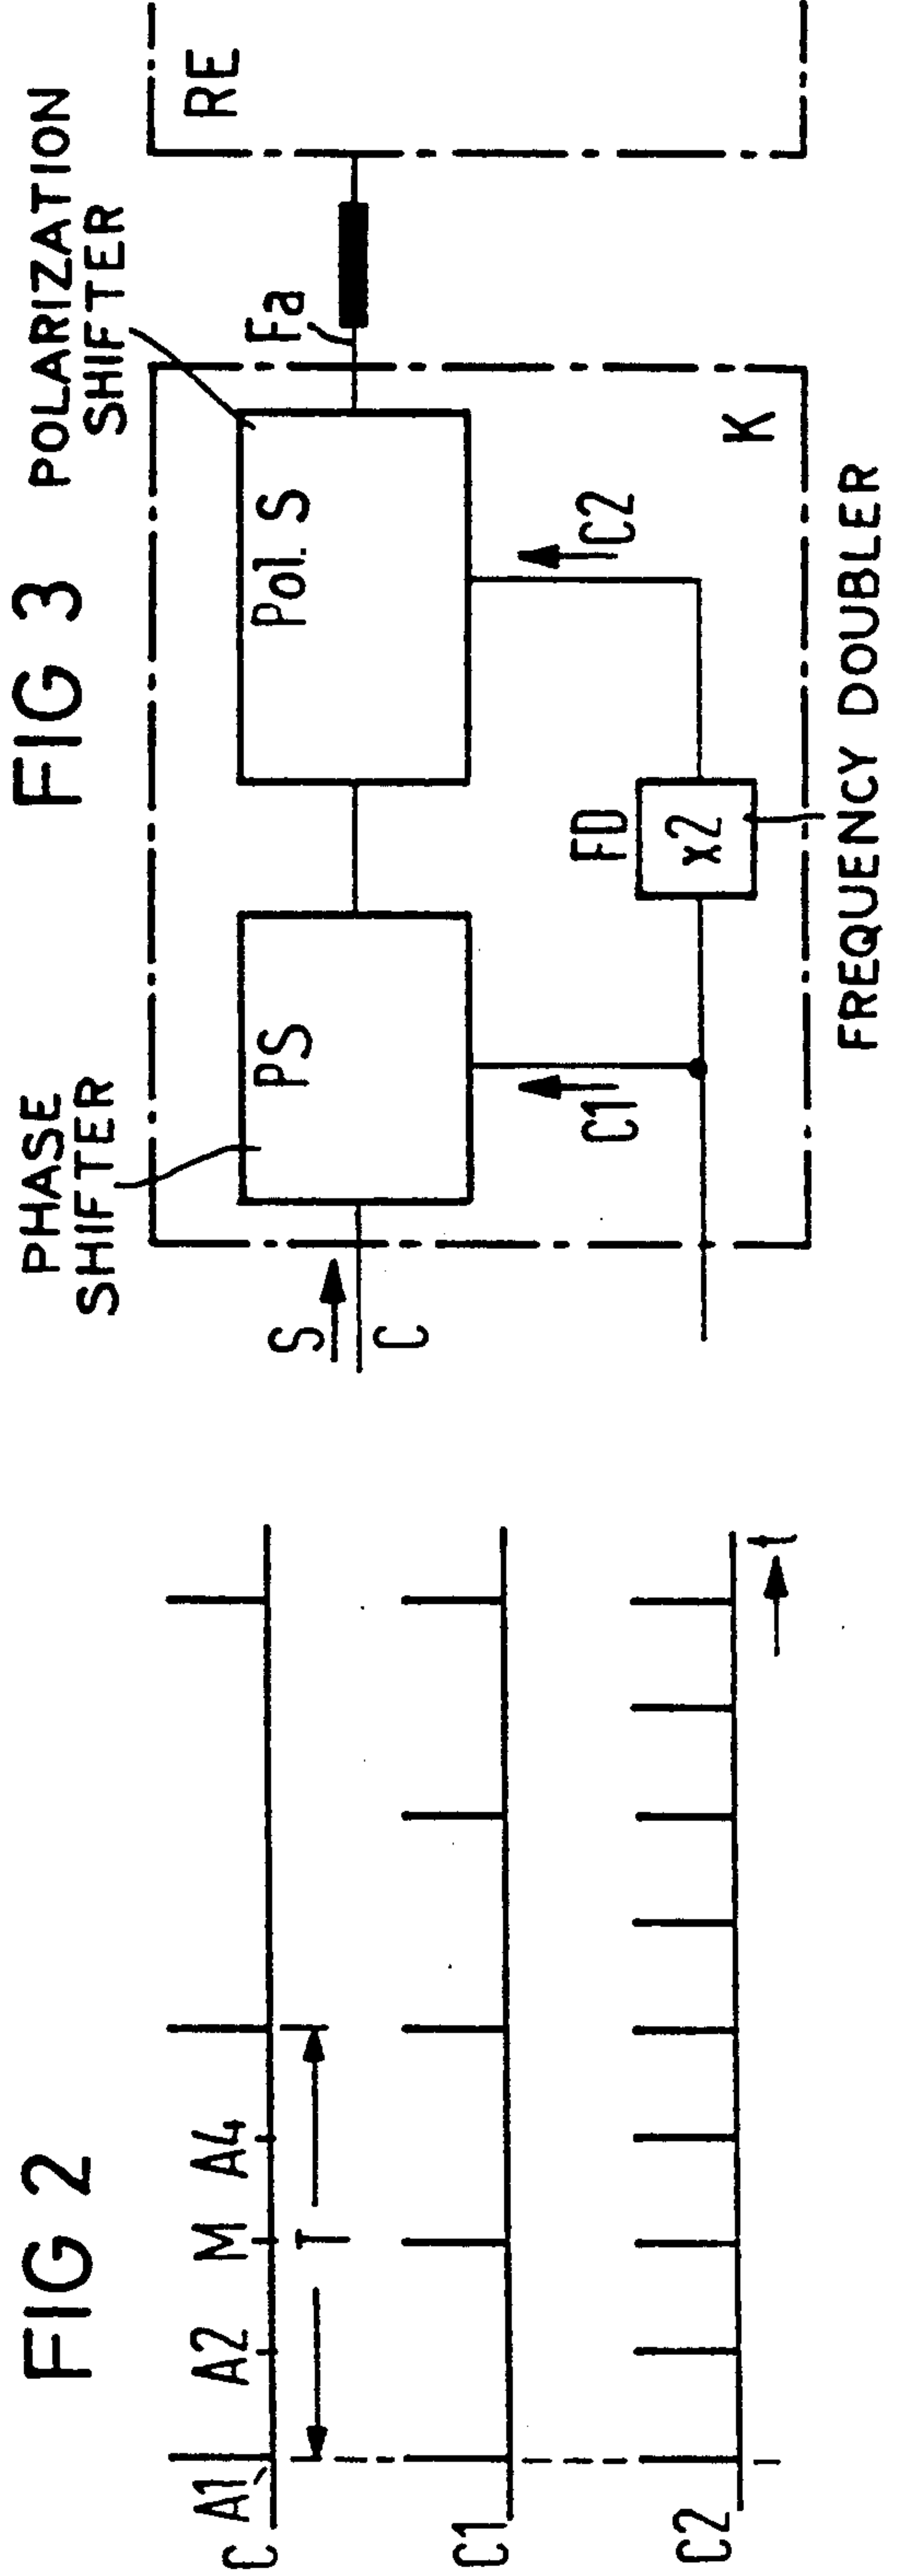 FIG 2
A1 A2 M A4
C
T
C1
C2
t
FIG 3
PHASE
SHIFTER
POLARIZATION
SHIFTER
S
C
PS
Pol. S
Fa
RE
C1
C2
FD
x2
K
FREQUENCY DOUBLER